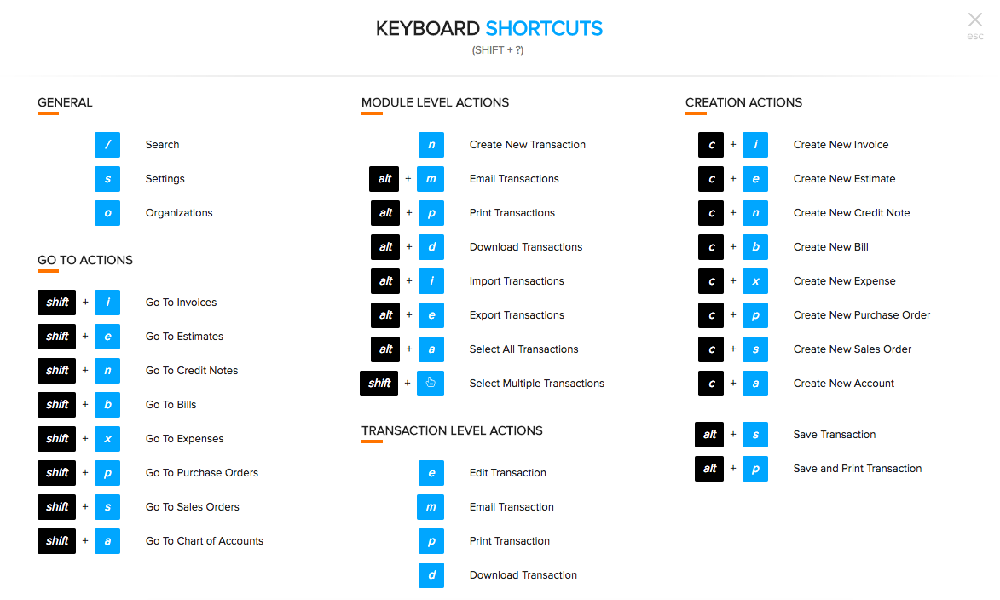 KEYBOARD SHORTCUTS
(SHIFT + ?)
esc
GENERAL
/ Search
s Settings
o Organizations
GO TO ACTIONS
shift + i Go To Invoices
shift + e Go To Estimates
shift + n Go To Credit Notes
shift + b Go To Bills
shift + x Go To Expenses
shift + p Go To Purchase Orders
shift + s Go To Sales Orders
shift + a Go To Chart of Accounts
MODULE LEVEL ACTIONS
n Create New Transaction
alt + m Email Transactions
alt + p Print Transactions
alt + d Download Transactions
alt + i Import Transactions
alt + e Export Transactions
alt + a Select All Transactions
shift + Select Multiple Transactions
TRANSACTION LEVEL ACTIONS
e Edit Transaction
m Email Transaction
p Print Transaction
d Download Transaction
CREATION ACTIONS
c + i Create New Invoice
c + e Create New Estimate
c + n Create New Credit Note
c + b Create New Bill
c + x Create New Expense
c + p Create New Purchase Order
c + s Create New Sales Order
c + a Create New Account
alt + s Save Transaction
alt + p Save and Print Transaction